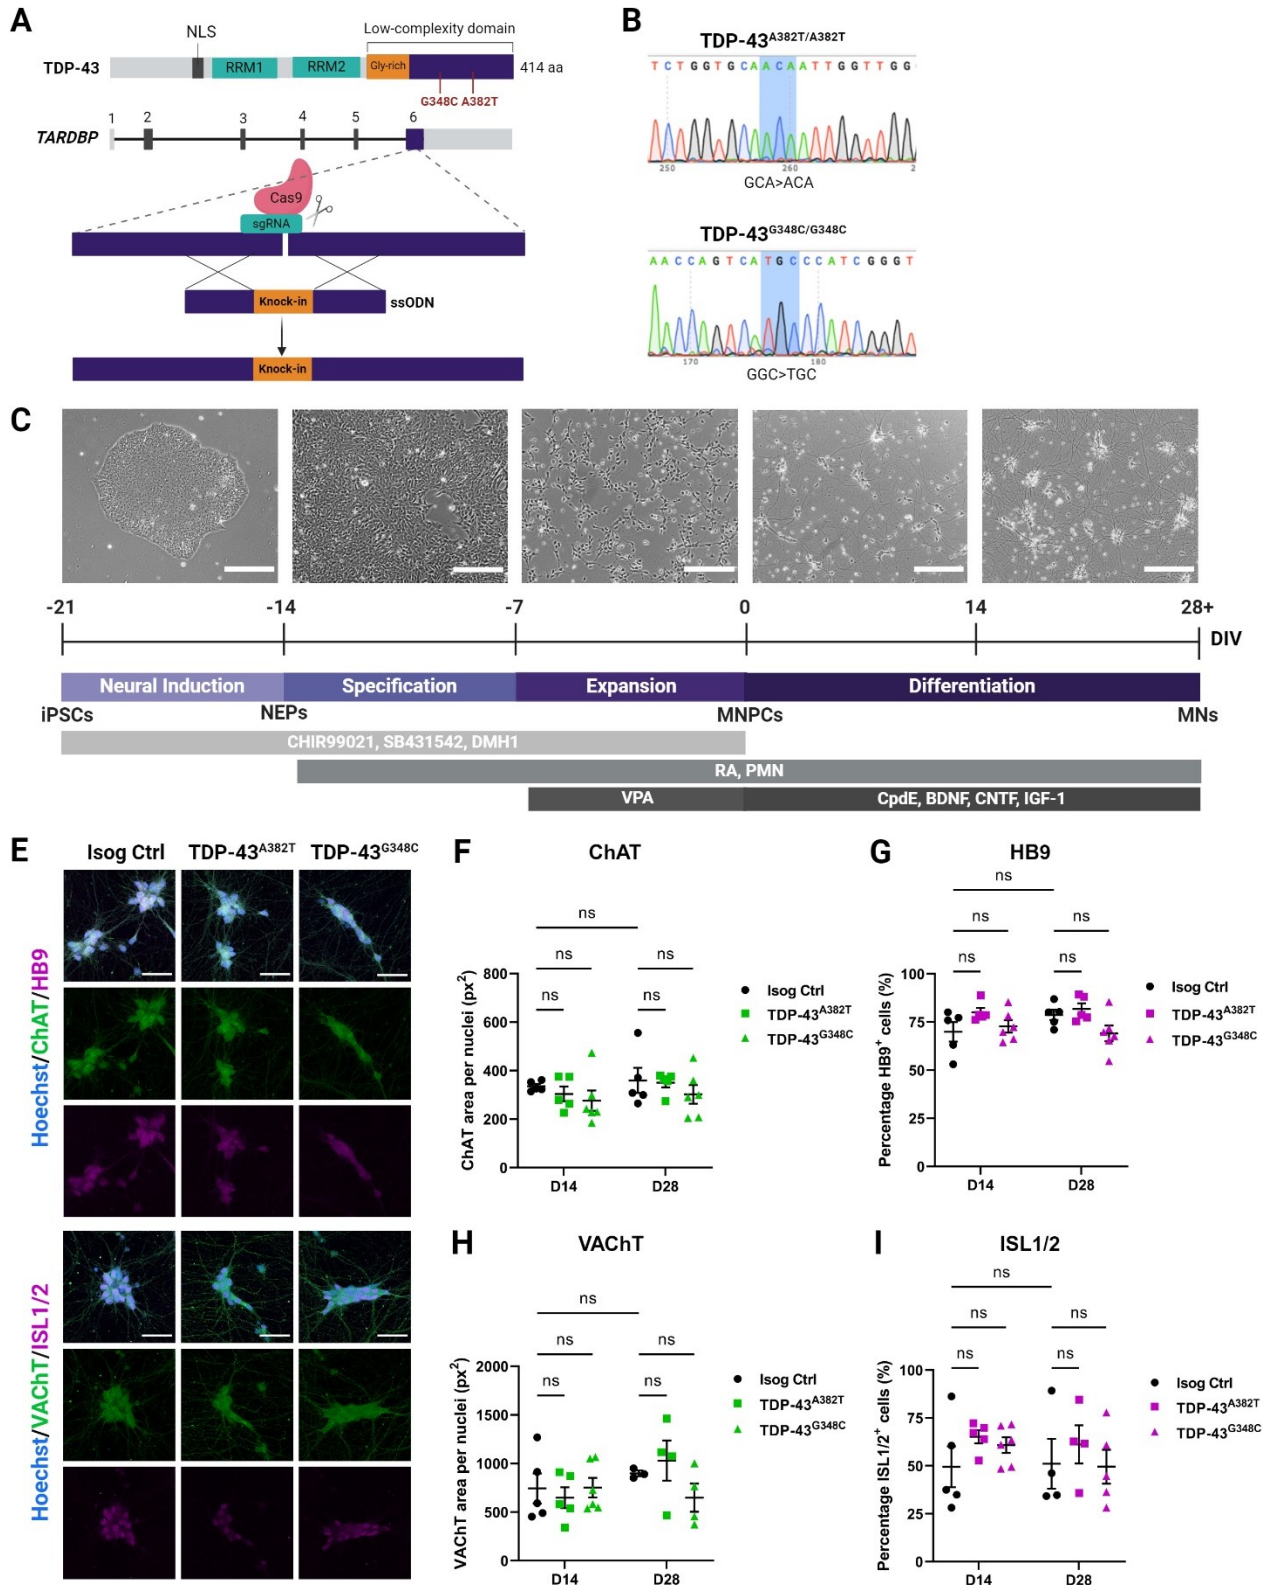 A
NLS
Low-complexity domain
TDP-43
RRM1
RRM2
Gly-rich
414 aa
G348C A382T
TARDBP
1 2 3 4 5 6
Cas9
sgRNA
Knock-in
ssODN
Knock-in
B
TDP-43A382T/A382T
T C T G G T G C A A C A A T T G G T T G G
250 260 2
GCA>ACA
TDP-43G348C/G348C
A A C C A G T C A T G C C C A T C G G G T
170 180
GGC>TGC
C
-21 -14 -7 0 14 28+
DIV
Neural Induction Specification Expansion Differentiation
iPSCs NEPs MNPCs MNs
CHIR99021, SB431542, DMH1
RA, PMN
VPA CpdE, BDNF, CNTF, IGF-1
E
Isog Ctrl TDP-43A382T TDP-43G348C
Hoechst/ChAT/HB9
Hoechst/VAChT/ISL1/2
F
ChAT
ns
ns ns
ns ns
ChAT area per nuclei (px2)
800
600
400
200
0
D14 D28
Isog Ctrl
TDP-43A382T
TDP-43G348C
G
HB9
ns
ns ns
ns ns
Percentage HB9+ cells (%)
100
75
50
25
0
D14 D28
Isog Ctrl
TDP-43A382T
TDP-43G348C
H
VAChT
ns
ns ns
ns ns
VAChT area per nuclei (px2)
2000
1500
1000
500
0
D14 D28
Isog Ctrl
TDP-43A382T
TDP-43G348C
I
ISL1/2
ns
ns ns
ns ns
Percentage ISL1/2+ cells (%)
100
75
50
25
0
D14 D28
Isog Ctrl
TDP-43A382T
TDP-43G348C